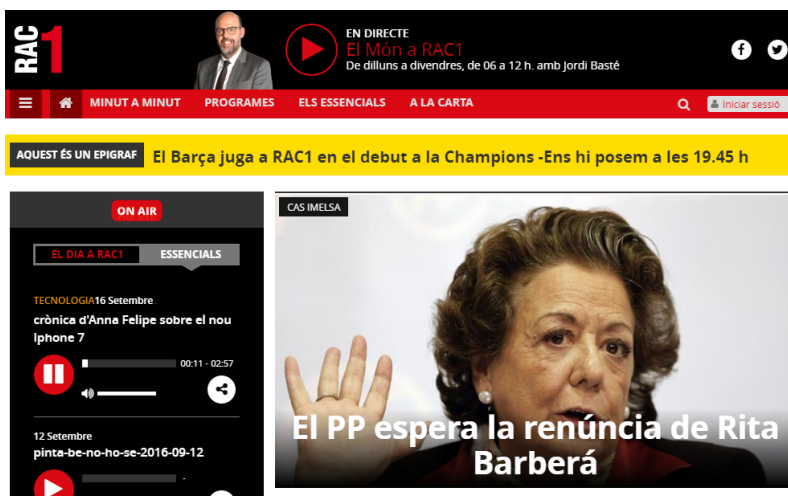 RAC
1
EN DIRECTE
El Món a RAC1
De dilluns a divendres, de 06 a 12 h. amb Jordi Basté
MINUT A MINUT PROGRAMES ELS ESSENCIALS A LA CARTA
Iniciar sessió
AQUEST ÉS UN EPIGRAF El Barça juga a RAC1 en el debut a la Champions -Ens hi posem a les 19.45 h
ON AIR
EL DIA A RAC1 ESSENCIALS
TECNOLOGIA16 Setembre
crònica d'Anna Felipe sobre el nou
Iphone 7
00:11 - 02:57
12 Setembre
pinta-be-no-ho-se-2016-09-12
-
CAS IMELSA
El PP espera la renúncia de Rita
Barberá